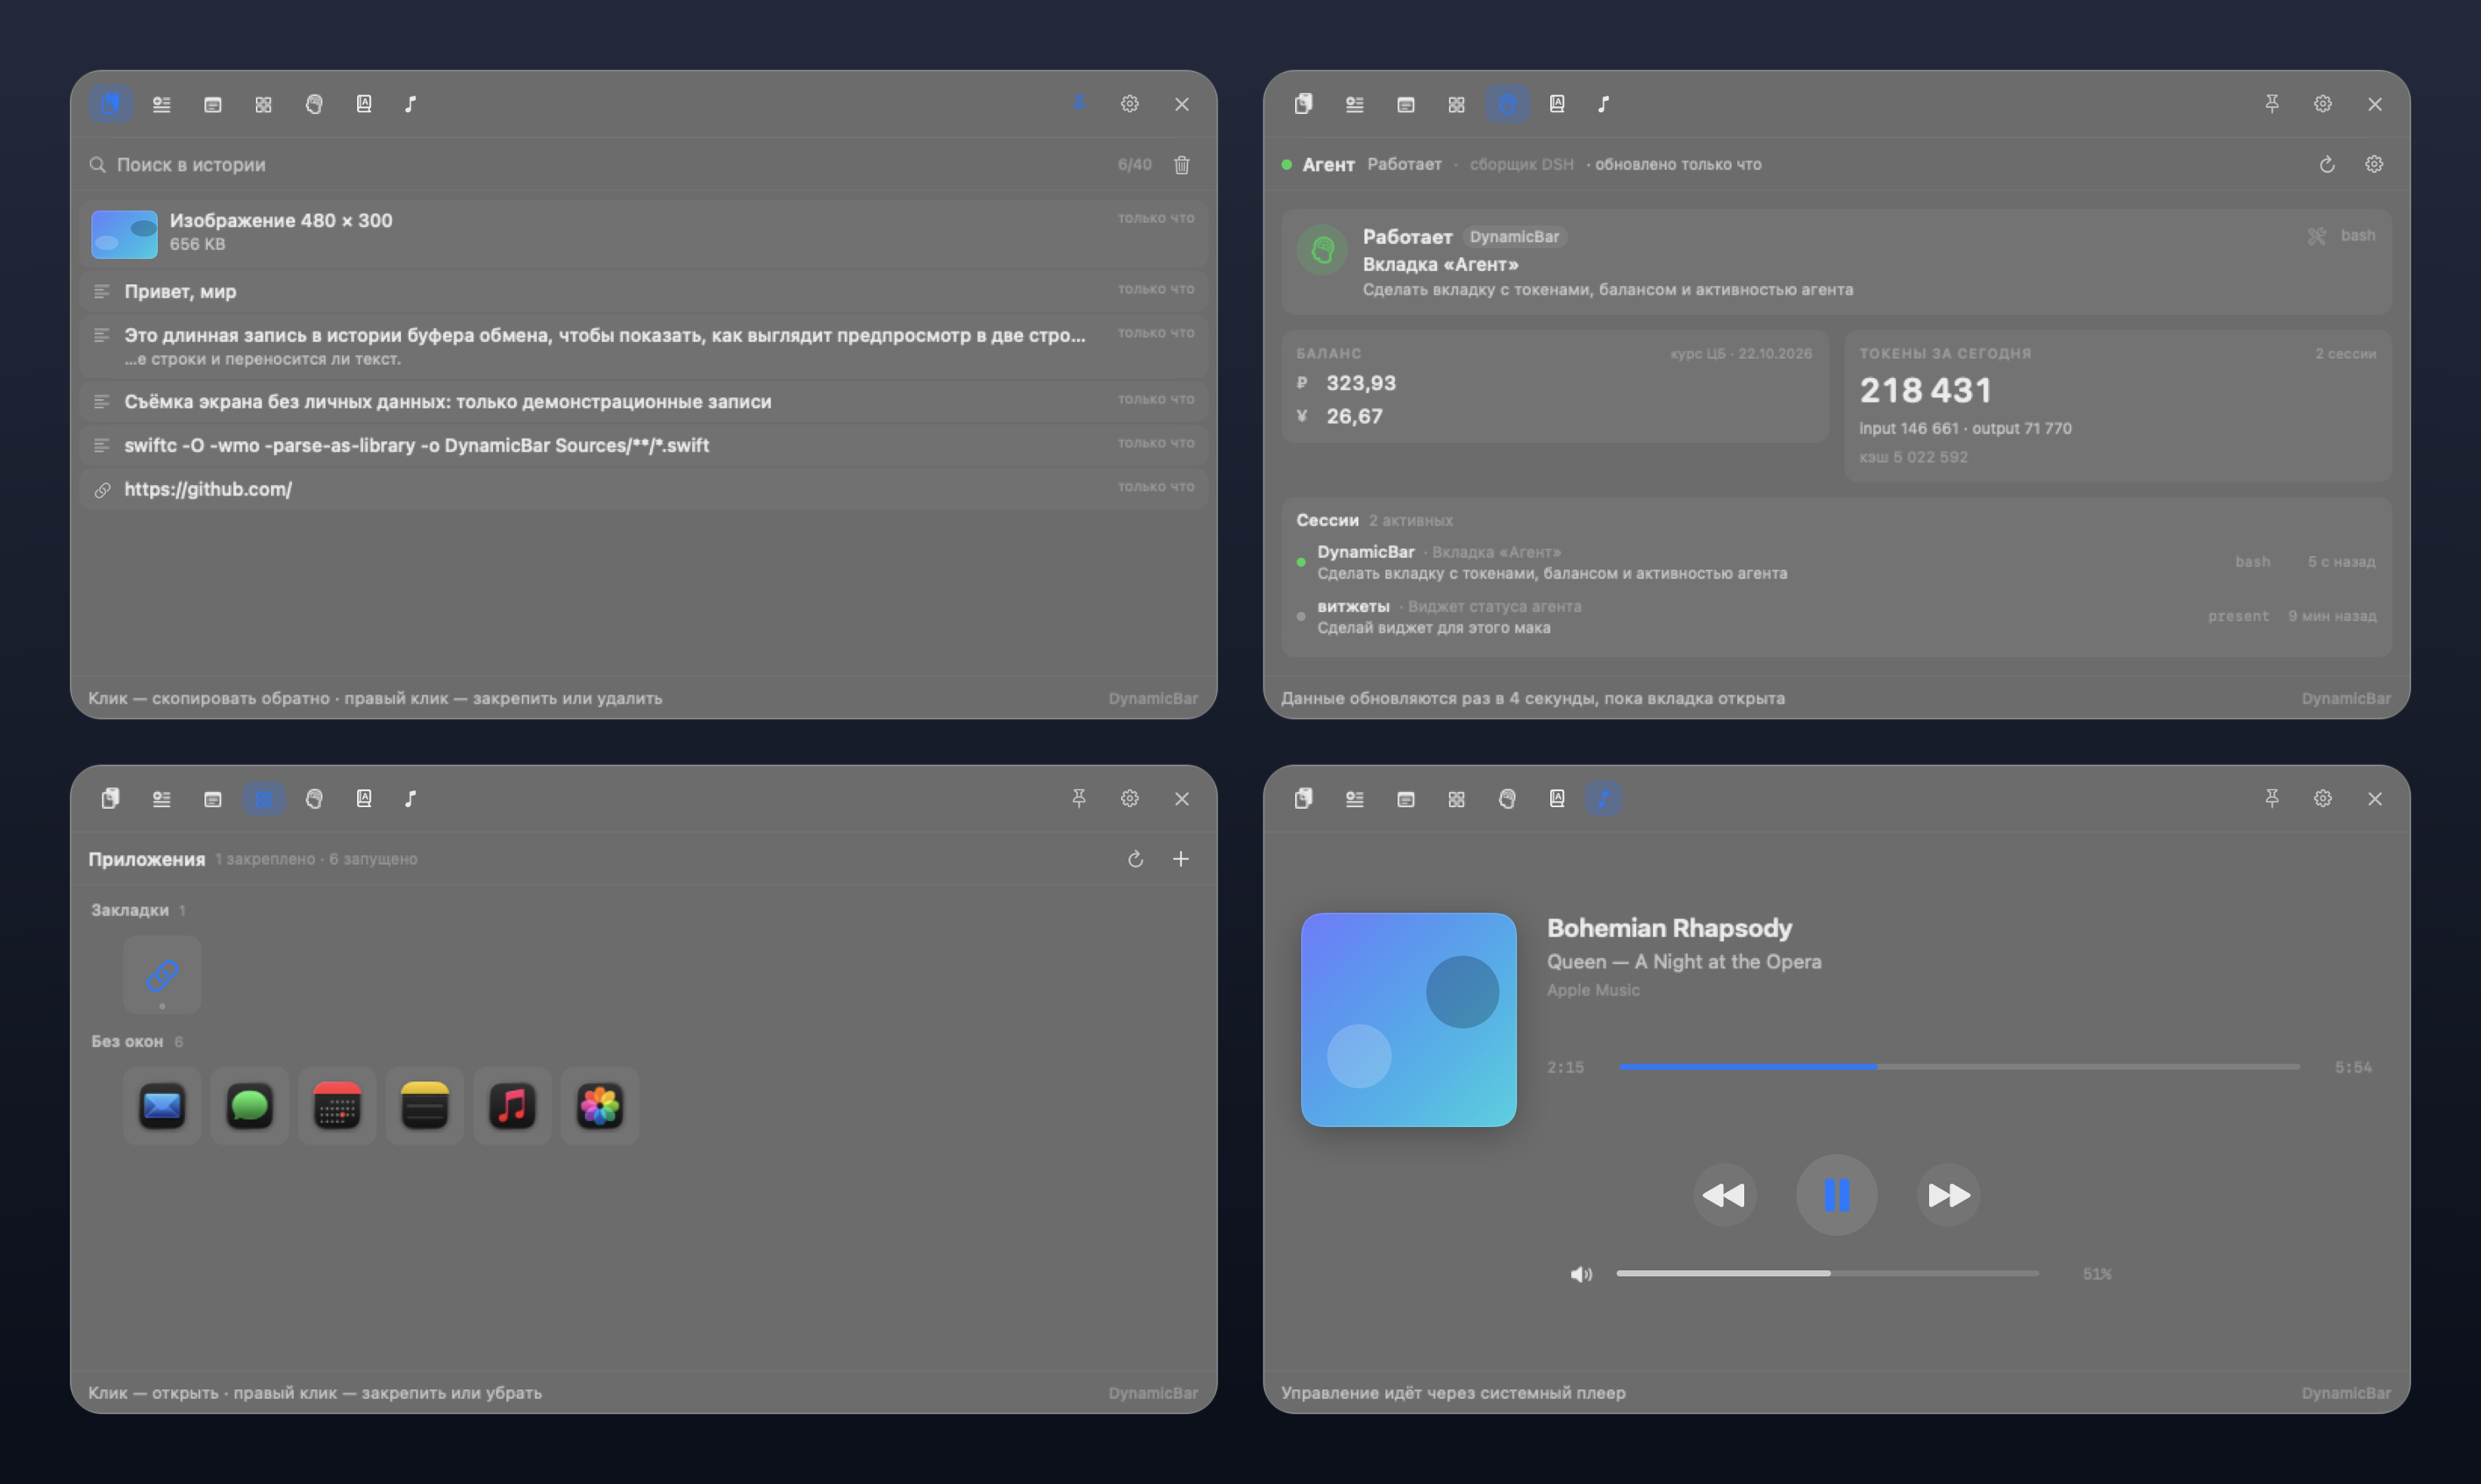 Поиск в истории 6/40
Изображение 480 × 300 только что
656 KB
Привет, мир только что
Это длинная запись в истории буфера обмена, чтобы показать, как выглядит предпросмотр в две стро... только что
...е строки и переносится ли текст.
Съёмка экрана без личных данных: только демонстрационные записи только что
swiftc -O -wmo -parse-as-library -o DynamicBar Sources/**/*.swift только что
https://github.com/ только что
Клик — скопировать обратно · правый клик — закрепить или удалить DynamicBar
Агент Работает · сборщик DSH · обновлено только что
Работает DynamicBar bash
Вкладка «Агент»
Сделать вкладку с токенами, балансом и активностью агента
БАЛАНС курс ЦБ · 22.10.2026
₽ 323,93
¥ 26,67
ТОКЕНЫ ЗА СЕГОДНЯ 2 сессии
218 431
input 146 661 · output 71 770
кэш 5 022 592
Сессии 2 активных
DynamicBar · Вкладка «Агент»
Сделать вкладку с токенами, балансом и активностью агента
bash 5 с назад
витжеты · Виджет статуса агента
Сделай виджет для этого мака
present 9 мин назад
Данные обновляются раз в 4 секунды, пока вкладка открыта DynamicBar
Приложения 1 закреплено · 6 запущено
Закладки 1
Без окон 6
Клик — открыть · правый клик — закрепить или убрать DynamicBar
Bohemian Rhapsody
Queen — A Night at the Opera
Apple Music
2:15 5:54
51%
Управление идёт через системный плеер DynamicBar